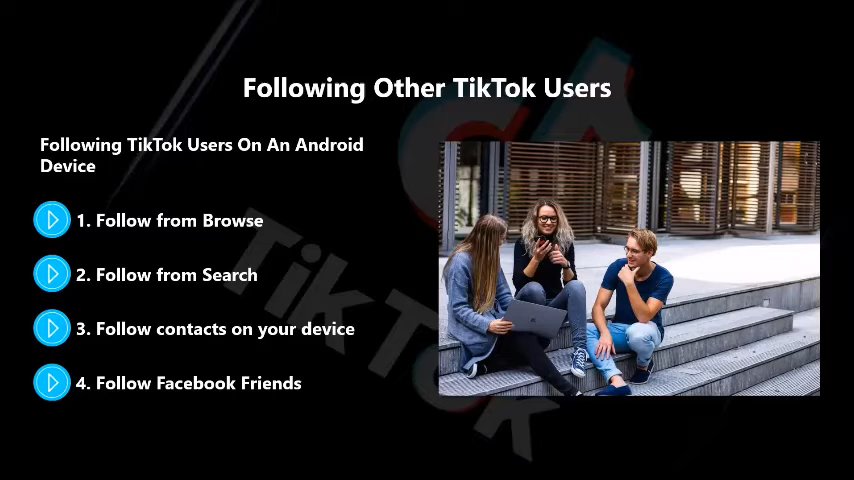 Following Other TikTok Users
Following TikTok Users On An Android
Device
1. Follow from Browse
2. Follow from Search
3. Follow contacts on your device
4. Follow Facebook Friends
TikTok